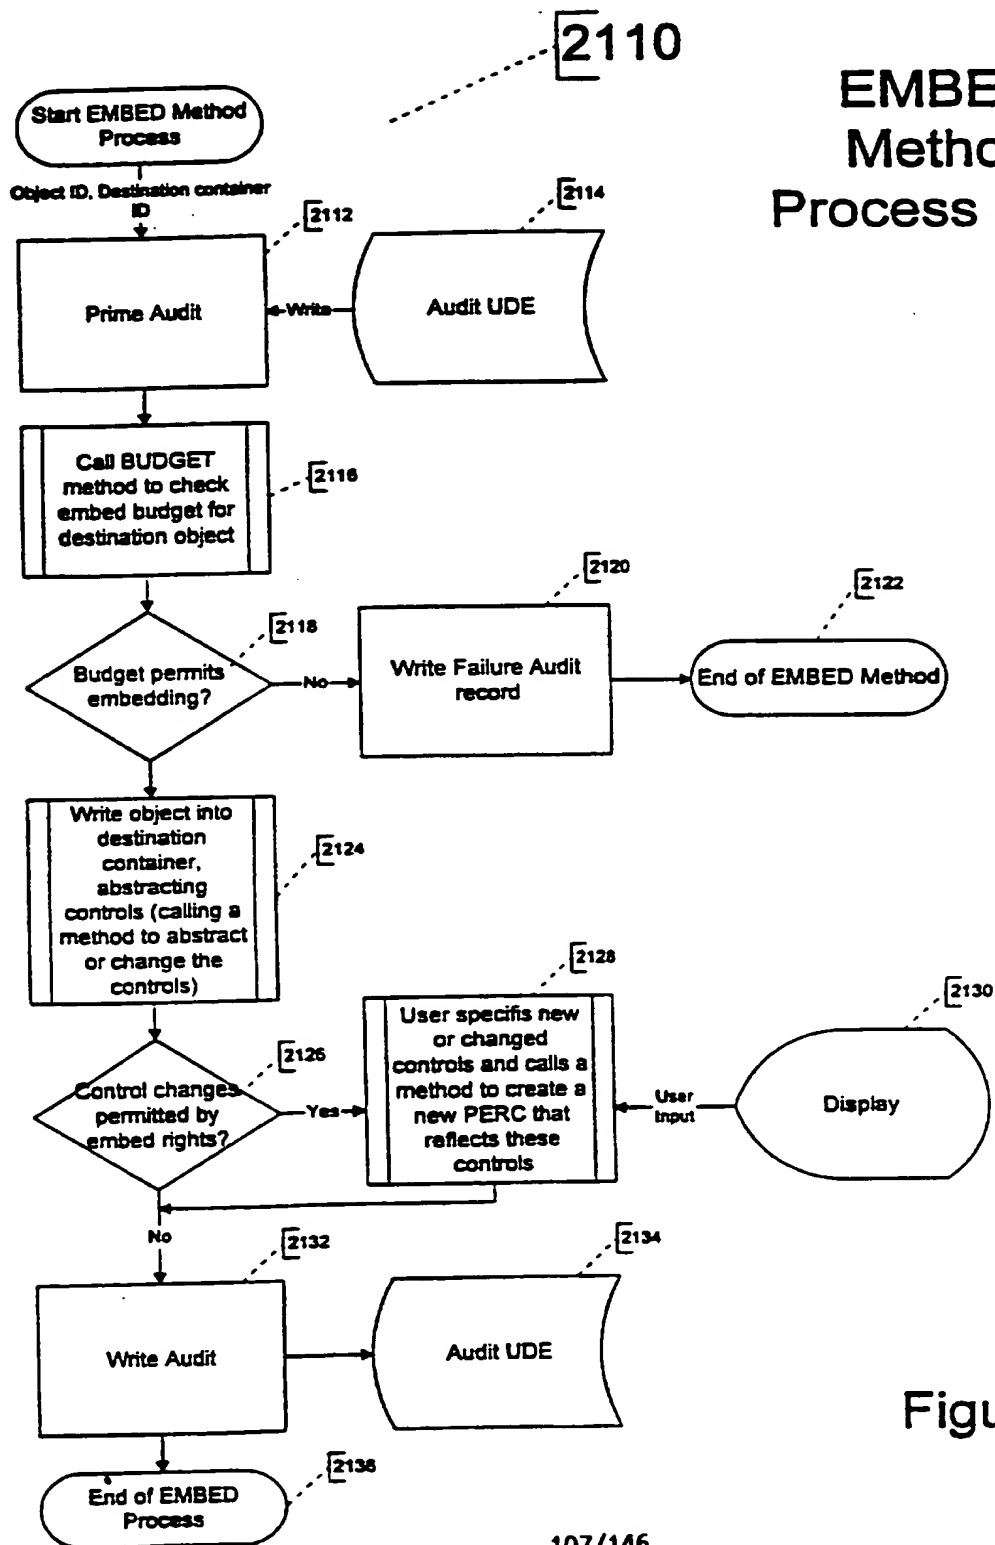 2110
EMBE
Metho
Process
Start EMBED Method
Process
Object ID, Destination container
ID
2112
2114
Prime Audit
Write
Audit UDE
Call BUDGET
method to check
embed budget for
destination object
2116
2118
Budget permits
embedding?
No
2120
Write Failure Audit
record
2122
End of EMBED Method
Write object into
destination
container,
abstracting
controls (calling a
method to abstract
or change the
controls)
2124
2126
Control changes
permitted by
embed rights?
Yes
2128
User specifis new
or changed
controls and calls a
method to create a
new PERC that
reflects these
controls
User
Input
2130
Display
No
2132
Write Audit
2134
Audit UDE
Figu
End of EMBED
Process
2136
107/146